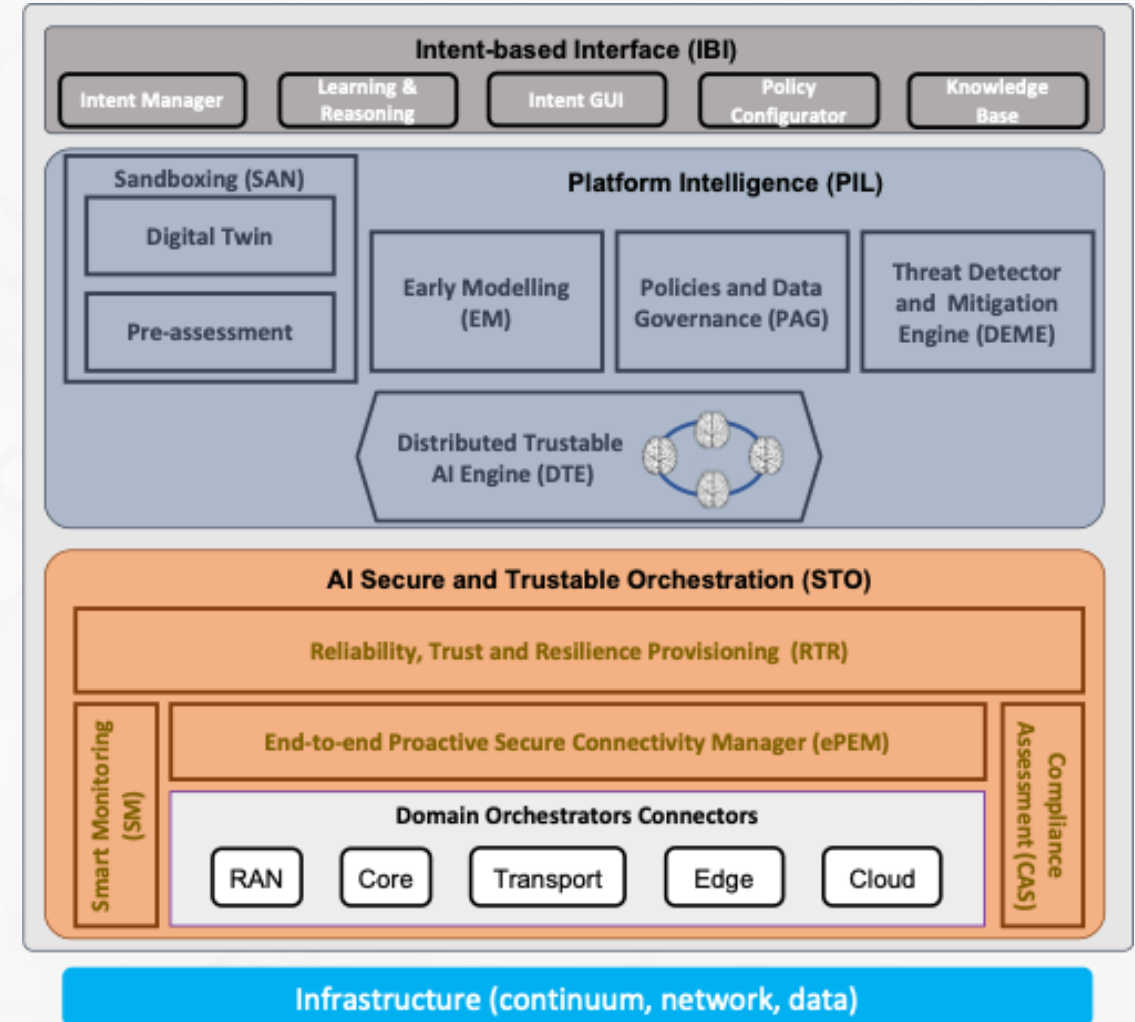 Intent-based Interface (IBI)
Intent Manager
Learning &
Reasoning
Intent GUI
Policy
Configurator
Knowledge
Base
Sandboxing (SAN)
Digital Twin
Pre-assessment
Platform Intelligence (PIL)
Early Modelling
(EM)
Policies and Data
Governance (PAG)
Threat Detector
and Mitigation
Engine (DEME)
Distributed Trustable
AI Engine (DTE)
AI Secure and Trustable Orchestration (STO)
Reliability, Trust and Resilience Provisioning (RTR)
Smart Monitoring
(SM)
End-to-end Proactive Secure Connectivity Manager (ePEM)
Domain Orchestrators Connectors
RAN
Core
Transport
Edge
Cloud
Compliance
Assessment (CAS)
Infrastructure (continuum, network, data)